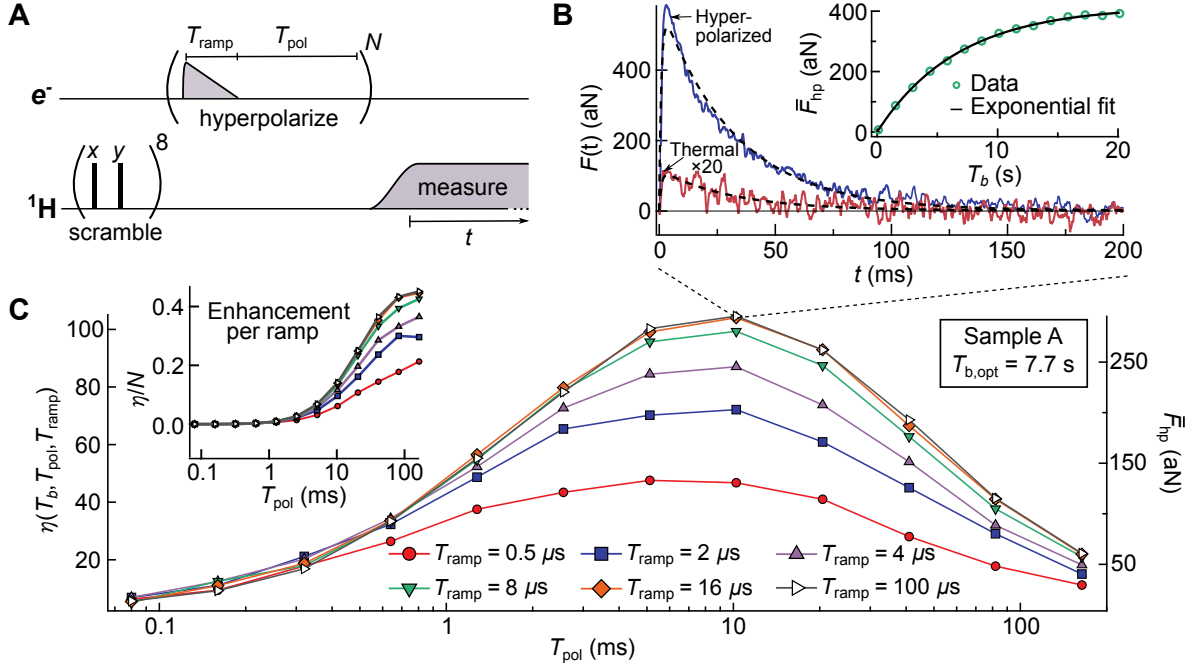 A
T_ramp T_pol
N
e-
hyperpolarize
8
x y
¹H
scramble
measure
t
B
F(t) (aN)
400
200
0
Hyper-
polarized
Thermal
×20
0 25 50 75 100 125 150 175 200
t (ms)
F̄_hp (aN)
400
200
0
Data
Exponential fit
0 10 20
T_b (s)
C
η(T_b, T_pol, T_ramp)
100
80
60
40
20
0.1 1 10 100
T_pol (ms)
F̄_hp (aN)
250
150
50
Enhancement
per ramp
η/N
0.4
0.2
0.0
0.1 1 10 100
T_pol (ms)
Sample A
T_b,opt = 7.7 s
T_ramp = 0.5 µs T_ramp = 2 µs T_ramp = 4 µs
T_ramp = 8 µs T_ramp = 16 µs T_ramp = 100 µs